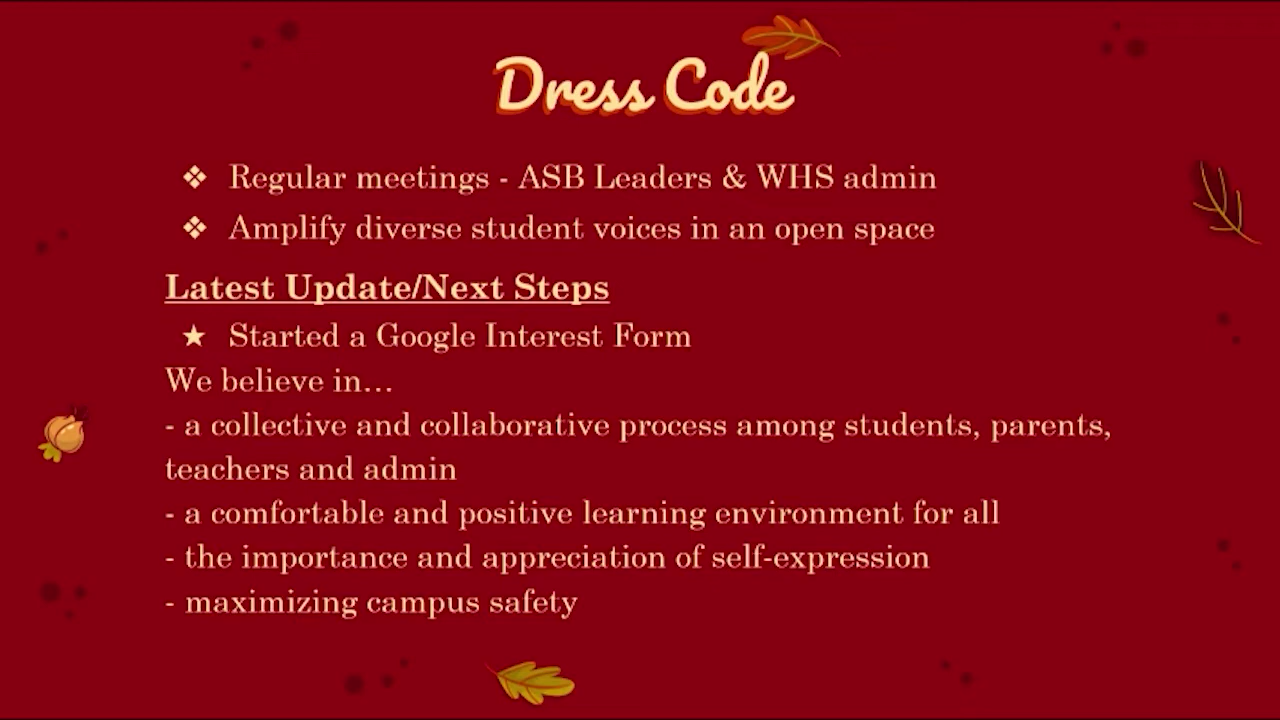 Dress Code
❖ Regular meetings - ASB Leaders & WHS admin
❖ Amplify diverse student voices in an open space
Latest Update/Next Steps
★ Started a Google Interest Form
We believe in…
- a collective and collaborative process among students, parents,
teachers and admin
- a comfortable and positive learning environment for all
- the importance and appreciation of self-expression
- maximizing campus safety